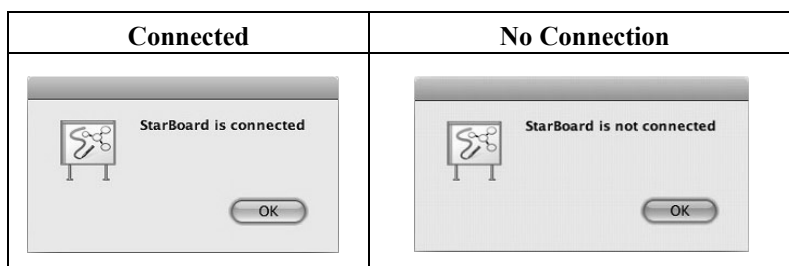 Connected
No Connection
StarBoard is connected
StarBoard is not connected
OK
OK